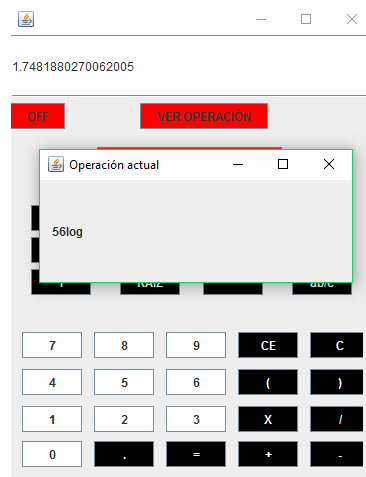 1.7481880270062005
OFF VER OPERACIÓN
Operación actual
56log
RAIZ ab/c
7 8 9 CE C
4 5 6 ( )
1 2 3 X /
0 . = + -